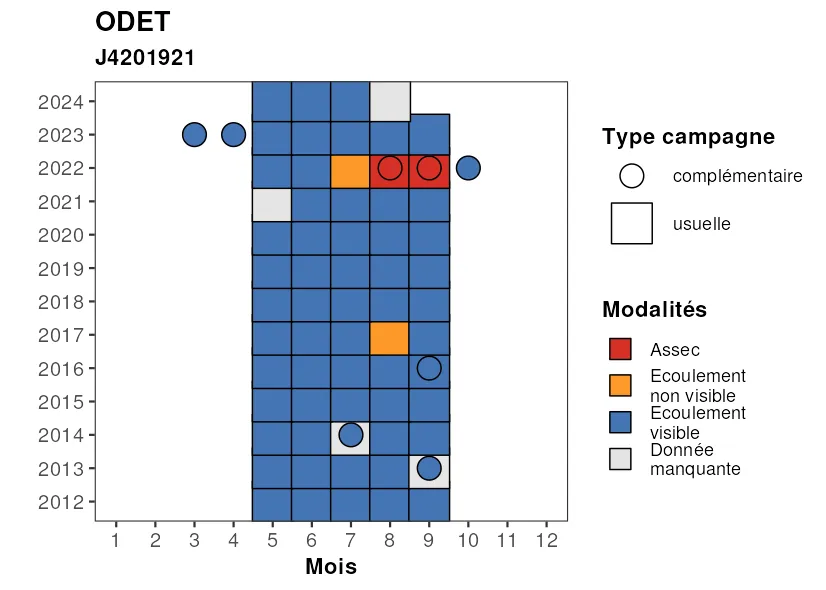 ODET
J4201921
2024
2023
2022
2021
2020
2019
2018
2017
2016
2015
2014
2013
2012
1 2 3 4 5 6 7 8 9 10 11 12
Mois
Type campagne
complémentaire
usuelle
Modalités
Assec
Ecoulement
non visible
Ecoulement
visible
Donnée
manquante